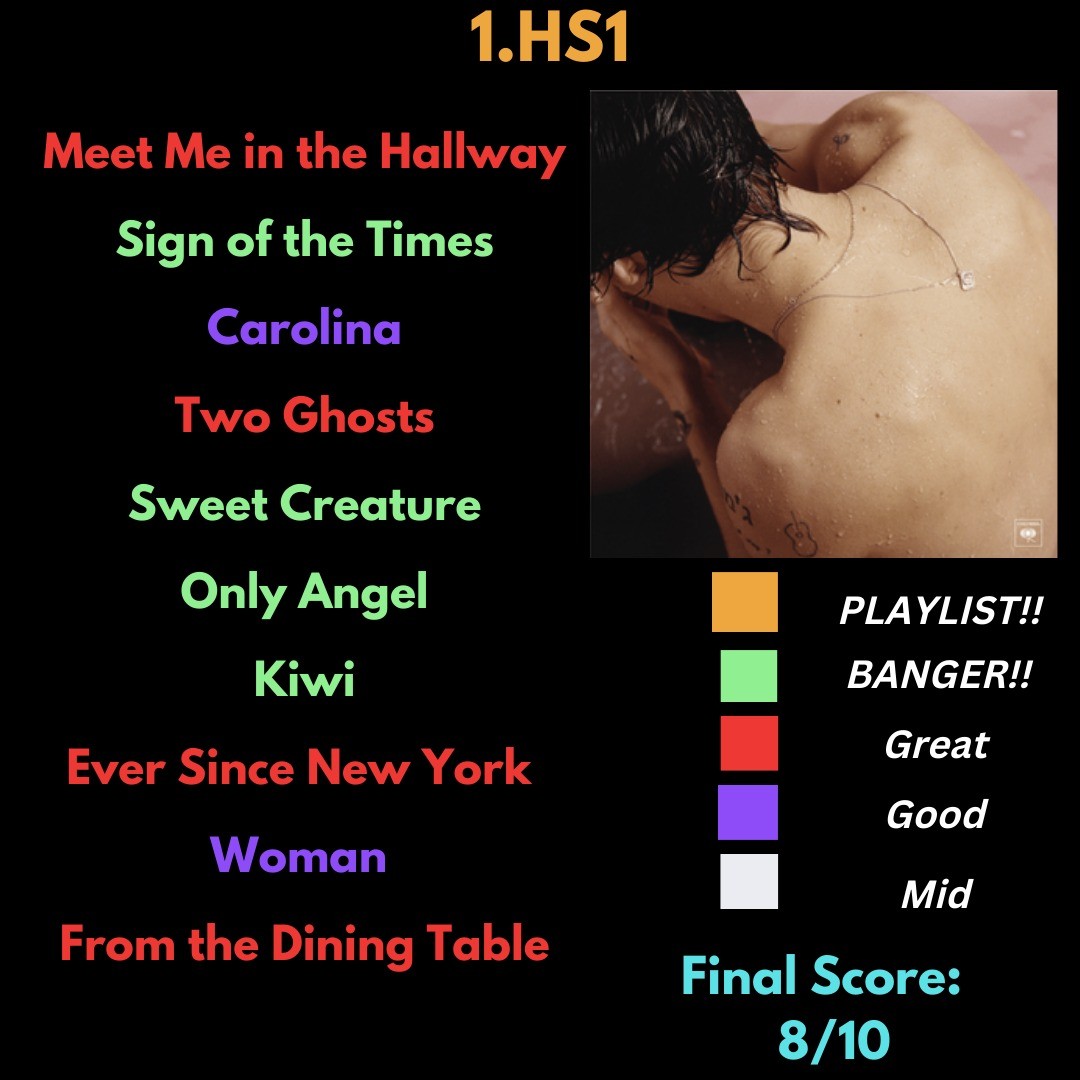 1.HS1
Meet Me in the Hallway
Sign of the Times
Carolina
Two Ghosts
Sweet Creature
Only Angel
Kiwi
Ever Since New York
Woman
From the Dining Table
PLAYLIST!!
BANGER!!
Great
Good
Mid
Final Score:
8/10